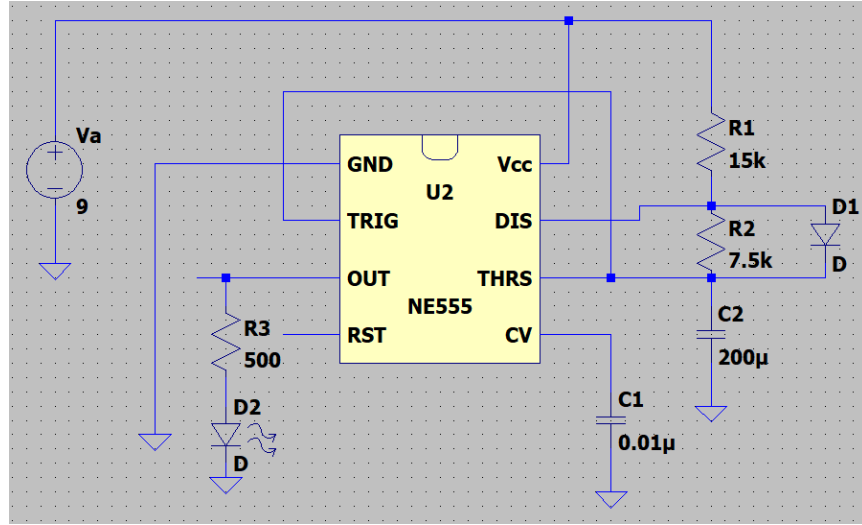 Va
9
GND
TRIG
OUT
RST
U2
NE555
Vcc
DIS
THRS
CV
R1
15k
R2
7.5k
D1
D
C2
200µ
R3
500
D2
D
C1
0.01µ